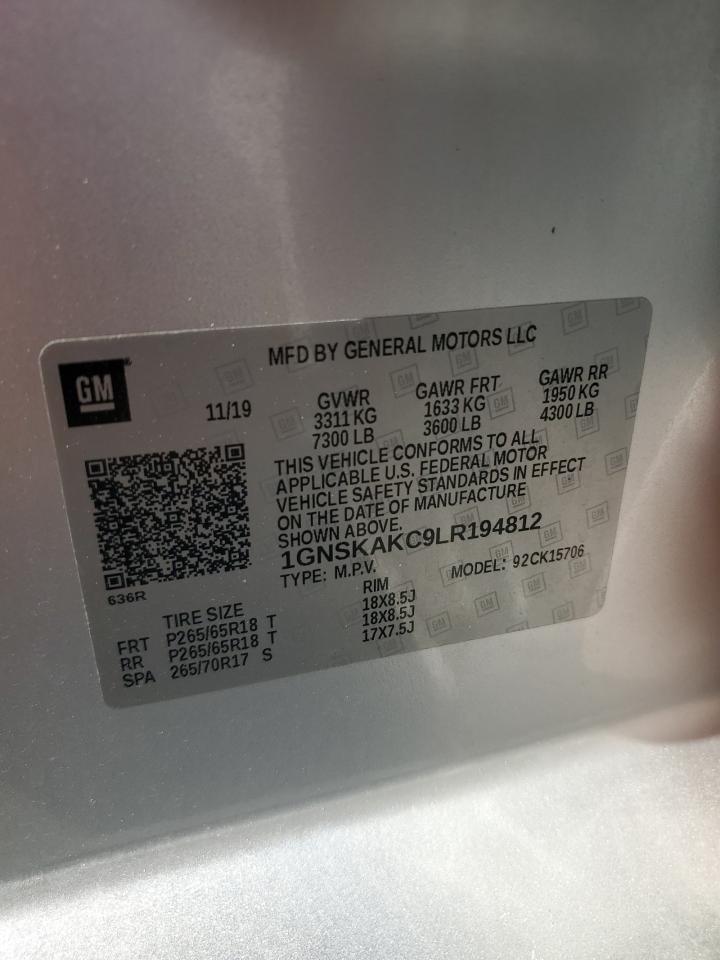 MFD BY GENERAL MOTORS LLC
GM
11/19
GVWR GAWR FRT GAWR RR
3311 KG 1633 KG 1950 KG
7300 LB 3600 LB 4300 LB
THIS VEHICLE CONFORMS TO ALL
APPLICABLE U.S. FEDERAL MOTOR
VEHICLE SAFETY STANDARDS IN EFFECT
ON THE DATE OF MANUFACTURE
SHOWN ABOVE.
1GNSKAKC9LR194812
TYPE: M.P.V. MODEL: 92CK15706
636R
TIRE SIZE RIM
FRT P265/65R18 T 18X8.5J
RR P265/65R18 T 18X8.5J
SPA 265/70R17 S 17X7.5J